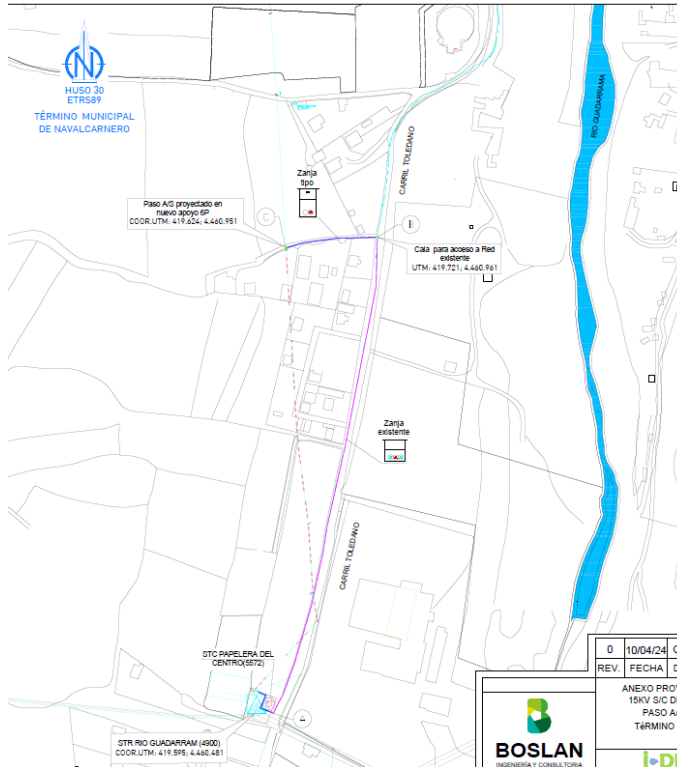 N
HUSO 30
ETRS89
TÉRMINO MUNICIPAL
DE NAVALCARNERO
RIO GUADARRAMA
CARRIL TOLEDANO
Zanja
tipo
Paso A/S proyectado en
nuevo apoyo 6P
COOR.UTM: 419.624; 4.460.951
C
B
Cala para acceso a Red
existente
UTM: 419.721; 4.460.961
Zanja
existente
CARRIL TOLEDANO
STC PAPELERA DEL
CENTRO(5572)
A
STR RIO GUADARRAM (4900)
COOR.UTM: 419.595; 4.460.481
0 10/04/24
REV. FECHA
ANEXO PROY
15KV S/C D
PASO A/
TéRMINO
BOSLAN
INGENIERÍA Y CONSULTORIA
i-DE